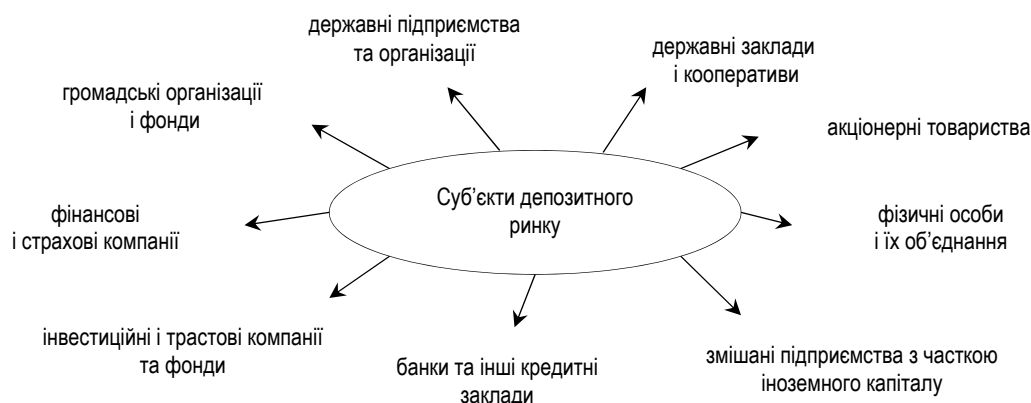 державні підприємства
та організації
державні заклади
і кооперативи
громадські організації
і фонди
акціонерні товариства
Суб’єкти депозитного
ринку
фінансові
і страхові компанії
фізичні особи
і їх об’єднання
інвестиційні і трастові компанії
та фонди
банки та інші кредитні
заклади
змішані підприємства з часткою
іноземного капіталу